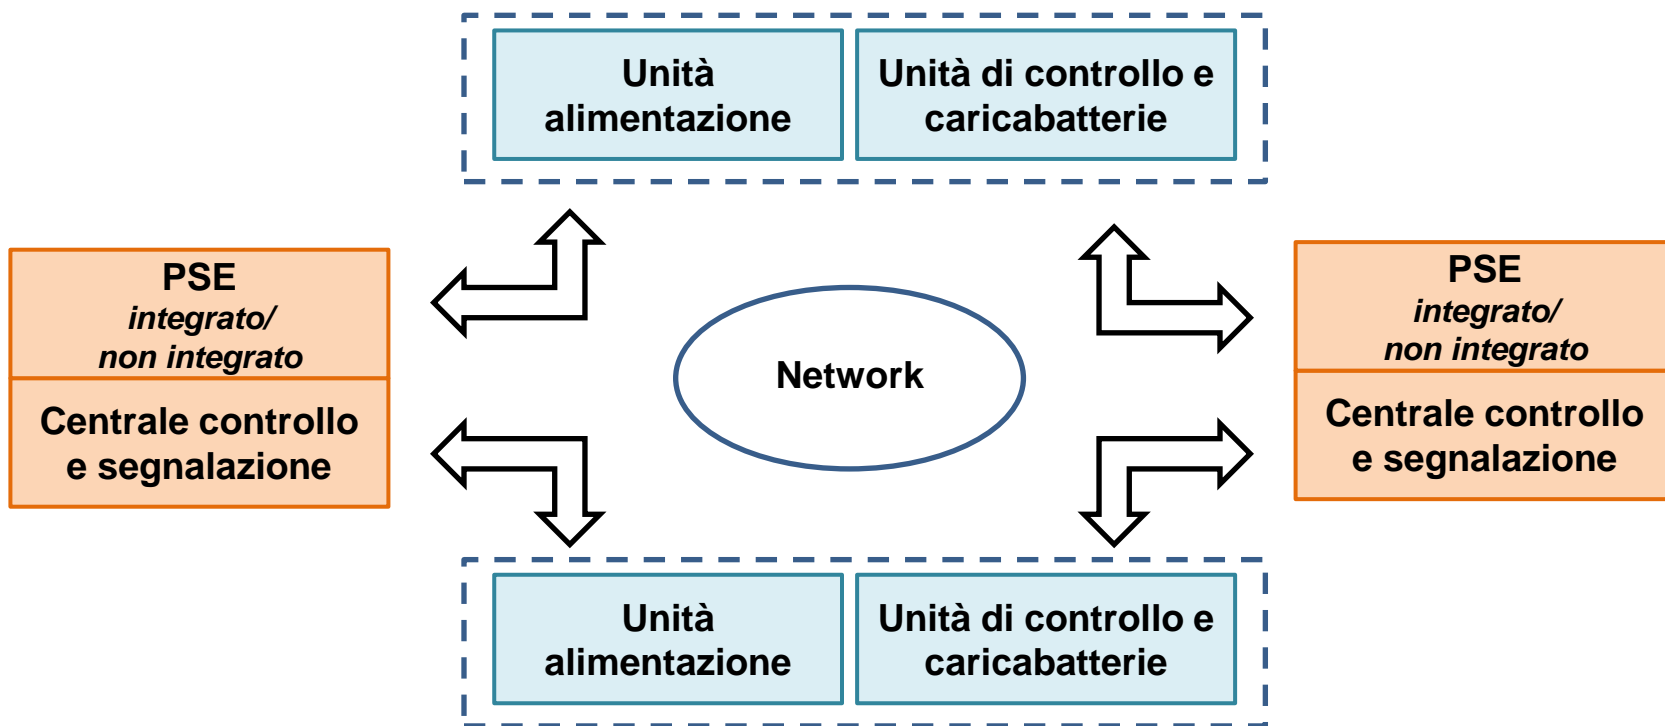 Unità
alimentazione
Unità di controllo e
caricabatterie
PSE
integrato/
non integrato
Centrale controllo
e segnalazione
Network
PSE
integrato/
non integrato
Centrale controllo
e segnalazione
Unità
alimentazione
Unità di controllo e
caricabatterie